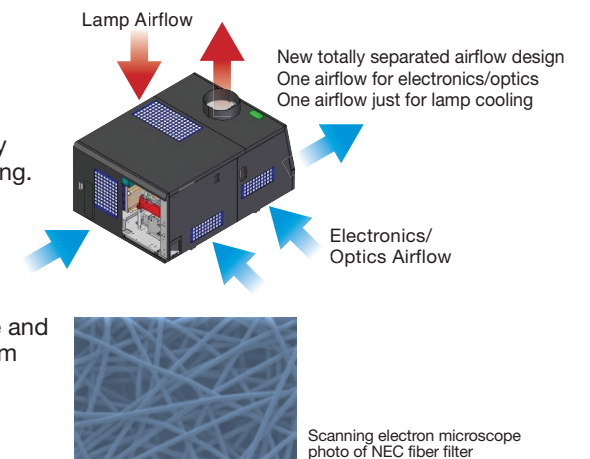 Lamp Airflow
New totally separated airflow design
One airflow for electronics/optics
One airflow just for lamp cooling
Electronics/
Optics Airflow
and
Scanning electron microscope
photo of NEC fiber filter